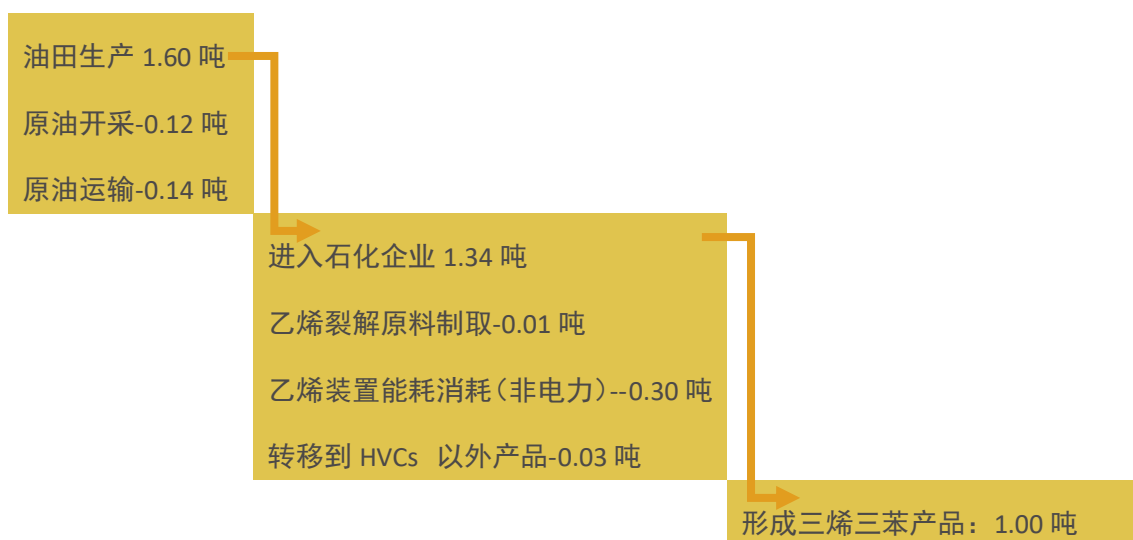 油田生产 1.60 吨
原油开采-0.12 吨
原油运输-0.14 吨
进入石化企业 1.34 吨
乙烯裂解原料制取-0.01 吨
乙烯装置能耗消耗（非电力）--0.30 吨
转移到 HVCs 以外产品-0.03 吨
形成三烯三苯产品：1.00 吨